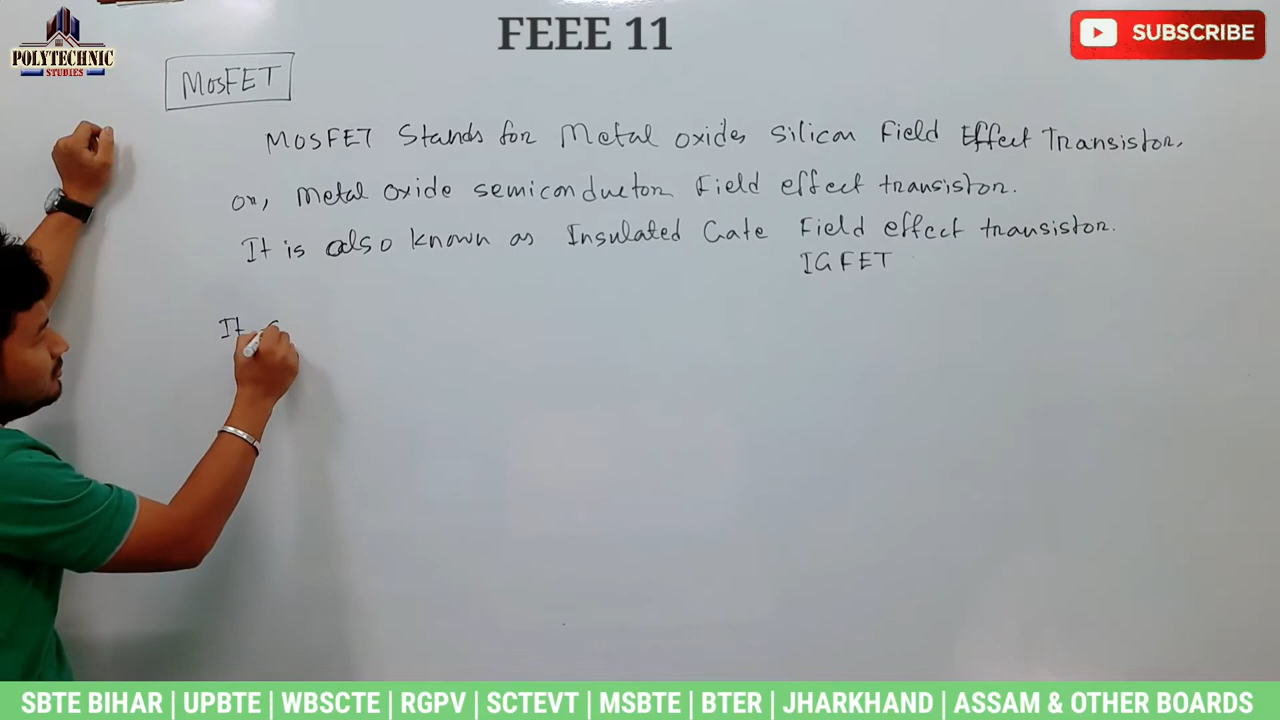 FEEE 11
POLYTECHNIC
STUDIES
SUBSCRIBE
MOSFET
MOSFET Stands for Metal oxides Silicon Field Effect Transistor.
or, Metal Oxide semiconductor Field effect transistor.
It is also known as Insulated Gate Field effect transistor.
IGFET
It
SBTE BIHAR | UPBTE | WBSCTE | RGPV | SCTEVT | MSBTE | BTER | JHARKHAND | ASSAM & OTHER BOARDS